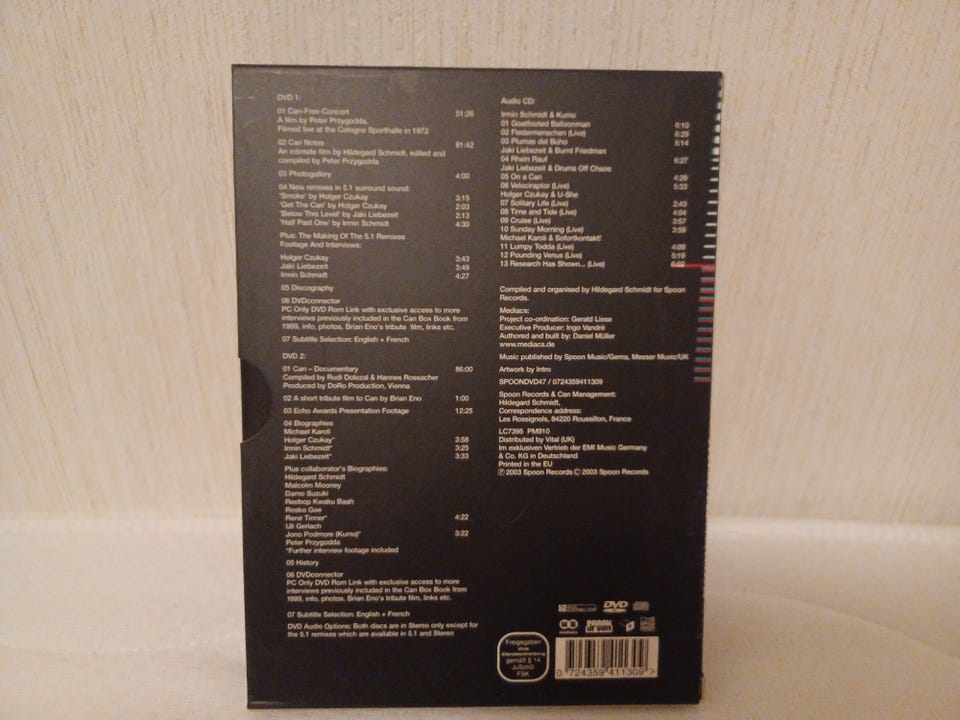 DVD 1:
01 Can-Free-Concert 51:26
A film by Peter Przygodda,
Filmed live at the Cologne Sporthalle in 1972
02 Can Notes 81:42
An intimate film by Hildegard Schmidt, edited and
compiled by Peter Przygodda
03 Photogallery 4:00
04 New remixes in 5.1 surround sound:
'Smoke' by Holger Czukay 3:15
'Get The Can' by Holger Czukay 2:03
'Below This Level' by Jaki Liebezeit 2:13
'Half Past One' by Irmin Schmidt 4:30
Plus: The Making Of The 5.1 Remixes
Footage And Interviews:
Holger Czukay 3:43
Jaki Liebezeit 3:49
Irmin Schmidt 4:27
05 Discography
06 DVDconnector
PC Only DVD Rom Link with exclusive access to more
interviews previously included in the Can Box Book from
1999, info, photos, Brian Eno's tribute film, links etc.
07 Subtitle Selection: English + French
DVD 2:
01 Can – Documentary 86:00
Compiled by Rudi Dolezal & Hannes Rossacher
Produced by DoRo Production, Vienna
02 A short tribute film to Can by Brian Eno 1:00
03 Echo Awards Presentation Footage 12:25
04 Biographies
Michael Karoli
Holger Czukay* 3:58
Irmin Schmidt* 3:25
Jaki Liebezeit* 3:33
Plus collaborator's Biographies:
Hildegard Schmidt
Malcolm Mooney
Damo Suzuki
Reebop Kwaku Baah
Rosko Gee
René Tinner* 4:22
Uli Gerlach
Jono Podmore (Kumo)* 3:22
Peter Przygodda
*Further interview footage included
05 History
06 DVDconnector
PC Only DVD Rom Link with exclusive access to more
interviews previously included in the Can Box Book from
1999, info, photos, Brian Eno's tribute film, links etc.
07 Subtitle Selection: English + French
DVD Audio Options: Both discs are in Stereo only except for
the 5.1 remixes which are available in 5.1 and Stereo
Audio CD:
Irmin Schmidt & Kumo
01 Goatfooted Balloonman 6:10
02 Fledermenschen (Live) 6:29
03 Plumas del Boho 8:14
Jaki Liebezeit & Burnt Friedman
04 Rhein Rauf 6:27
Jaki Liebezeit & Drums Off Chaos
05 On a Can 4:29
06 Velociraptor (Live) 5:33
Holger Czukay & U-She
07 Solitary Life (Live) 2:43
08 Time and Tide (Live) 4:04
09 Cruise (Live) 3:57
10 Sunday Morning (Live) 3:59
Michael Karoli & Sofortkontakt!
11 Lumpy Todda (Live) 4:09
12 Pounding Venus (Live) 5:19
13 Research Has Shown... (Live) 6:02
Compiled and organised by Hildegard Schmidt for Spoon
Records.
Mediacs:
Project co-ordination: Gerald Liese
Executive Producer: Ingo Vandré
Authored and built by: Daniel Müller
www.mediacs.de
Music published by Spoon Music/Gema, Messer Music/UK
Artwork by Intro
SPOONDVD47 / 0724359411309
Spoon Records & Can Management:
Hildegard Schmidt,
Correspondence address:
Les Rossignols, 84220 Roussillon, France
LC7395 PM910
Distributed by Vital (UK)
Im exklusiven Vertrieb der EMI Music Germany
& Co. KG in Deutschland
Printed in the EU
℗ 2003 Spoon Records © 2003 Spoon Records
DVD
mediacs
SPOON
Freigegeben
ohne
Altersbeschränkung
gemäß § 14
JuSchG
FSK
0 724359 411309 >